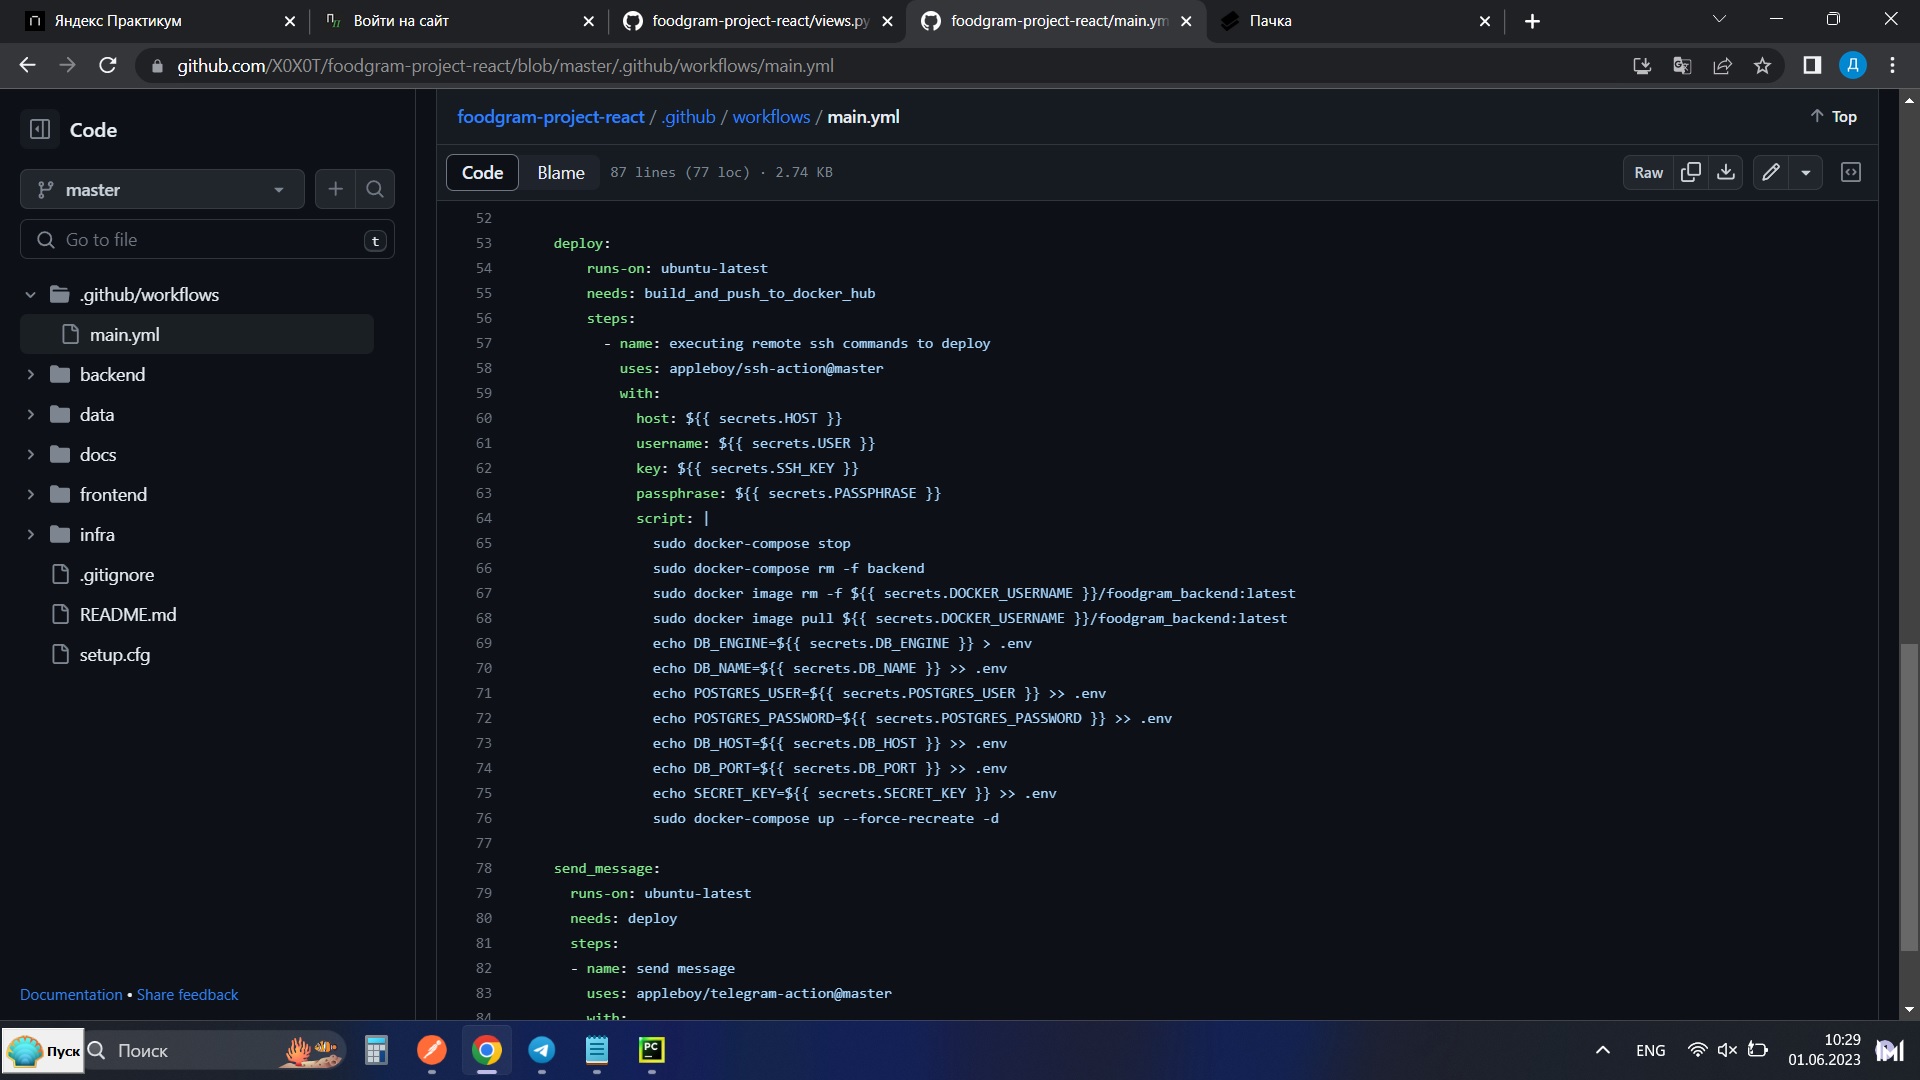 Яндекс Практикум
Войти на сайт
foodgram-project-react/views.py
foodgram-project-react/main.ym
Пачка
github.com/X0X0T/foodgram-project-react/blob/master/.github/workflows/main.yml
Д
Code
foodgram-project-react / .github / workflows / main.yml
Top
master
Code
Blame
87 lines (77 loc) · 2.74 KB
Raw
Go to file
t
.github/workflows
main.yml
backend
data
docs
frontend
infra
.gitignore
README.md
setup.cfg
Documentation • Share feedback
52
53 deploy:
54 runs-on: ubuntu-latest
55 needs: build_and_push_to_docker_hub
56 steps:
57 - name: executing remote ssh commands to deploy
58 uses: appleboy/ssh-action@master
59 with:
60 host: ${{ secrets.HOST }}
61 username: ${{ secrets.USER }}
62 key: ${{ secrets.SSH_KEY }}
63 passphrase: ${{ secrets.PASSPHRASE }}
64 script: |
65 sudo docker-compose stop
66 sudo docker-compose rm -f backend
67 sudo docker image rm -f ${{ secrets.DOCKER_USERNAME }}/foodgram_backend:latest
68 sudo docker image pull ${{ secrets.DOCKER_USERNAME }}/foodgram_backend:latest
69 echo DB_ENGINE=${{ secrets.DB_ENGINE }} > .env
70 echo DB_NAME=${{ secrets.DB_NAME }} >> .env
71 echo POSTGRES_USER=${{ secrets.POSTGRES_USER }} >> .env
72 echo POSTGRES_PASSWORD=${{ secrets.POSTGRES_PASSWORD }} >> .env
73 echo DB_HOST=${{ secrets.DB_HOST }} >> .env
74 echo DB_PORT=${{ secrets.DB_PORT }} >> .env
75 echo SECRET_KEY=${{ secrets.SECRET_KEY }} >> .env
76 sudo docker-compose up --force-recreate -d
77
78 send_message:
79 runs-on: ubuntu-latest
80 needs: deploy
81 steps:
82 - name: send message
83 uses: appleboy/telegram-action@master
84 with:
Пуск
Поиск
PC
ENG
10:29
01.06.2023